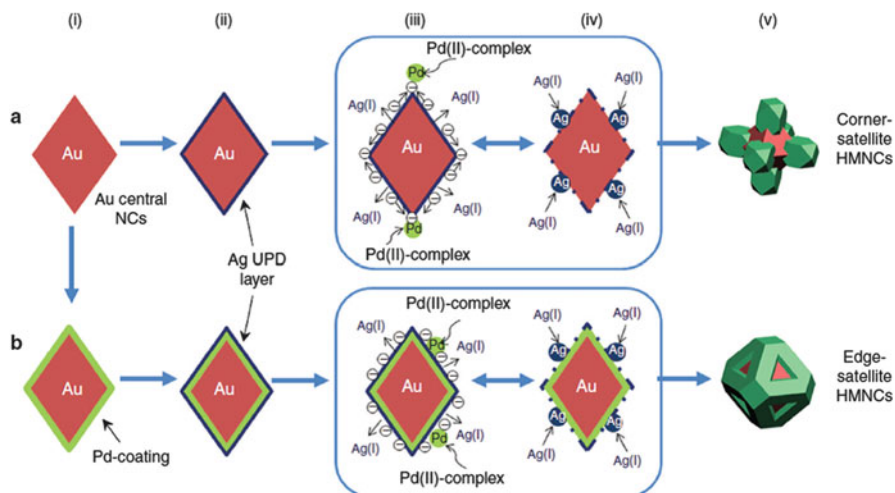 (i) (ii) (iii) (iv) (v)
Pd(II)-complex
Pd
Ag(I) Ag(I) Ag(I) Ag(I)
a
Ag Ag
Au Au Au Au
Corner-
satellite
HMNCs
Au central
NCs
Ag(I) Ag(I) Ag Ag
Pd Ag(I) Ag(I)
Pd(II)-complex
Ag UPD
layer
Pd(II)-complex
b
Ag(I) Pd Ag(I) Ag(I) Ag(I)
Ag Ag
Au Au Au Au
Edge-
satellite
HMNCs
Ag(I) Pd Ag(I) Ag Ag
Ag(I) Ag(I)
Pd-coating
Pd(II)-complex